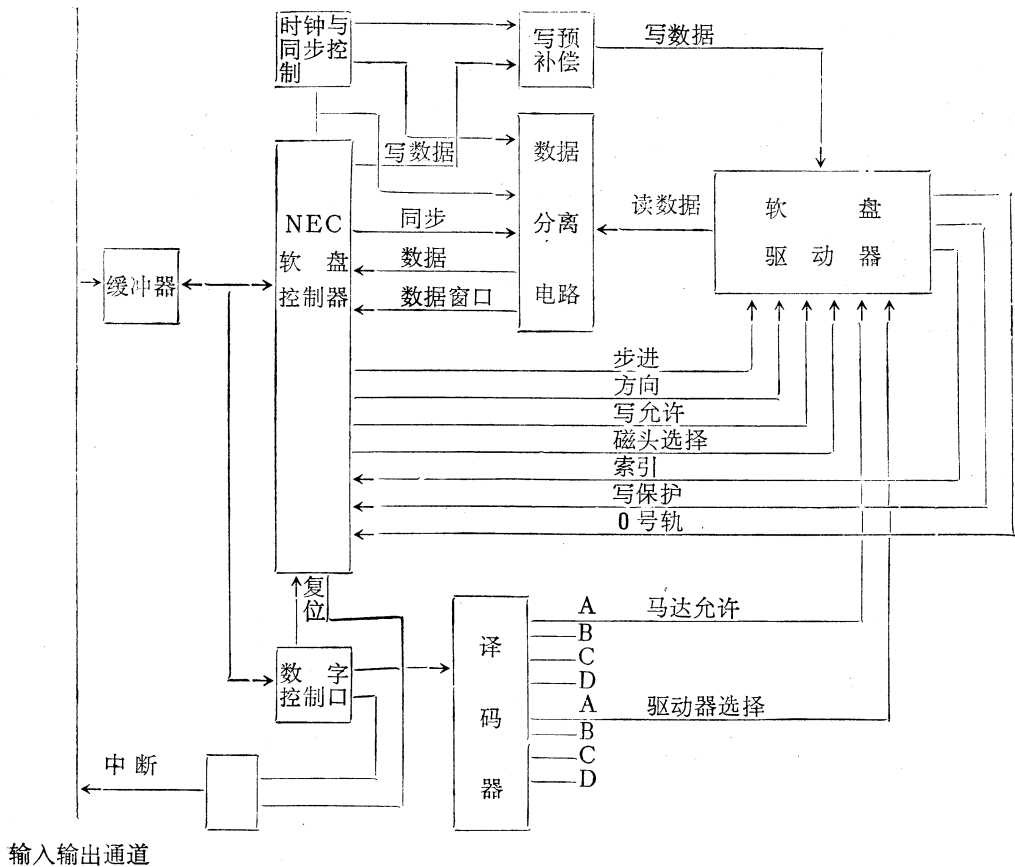 时钟与
同步控
制
写预
补偿
写数据
写数据
数据
分离
电路
NEC
软盘
控制器
同步
数据
数据窗口
读数据
软盘
驱动器
缓冲器
步进
方向
写允许
磁头选择
索引
写保护
0号轨
复位
数字
控制口
译码器
A 马达允许
B
C
D
A 驱动器选择
B
C
D
中断
输入输出通道